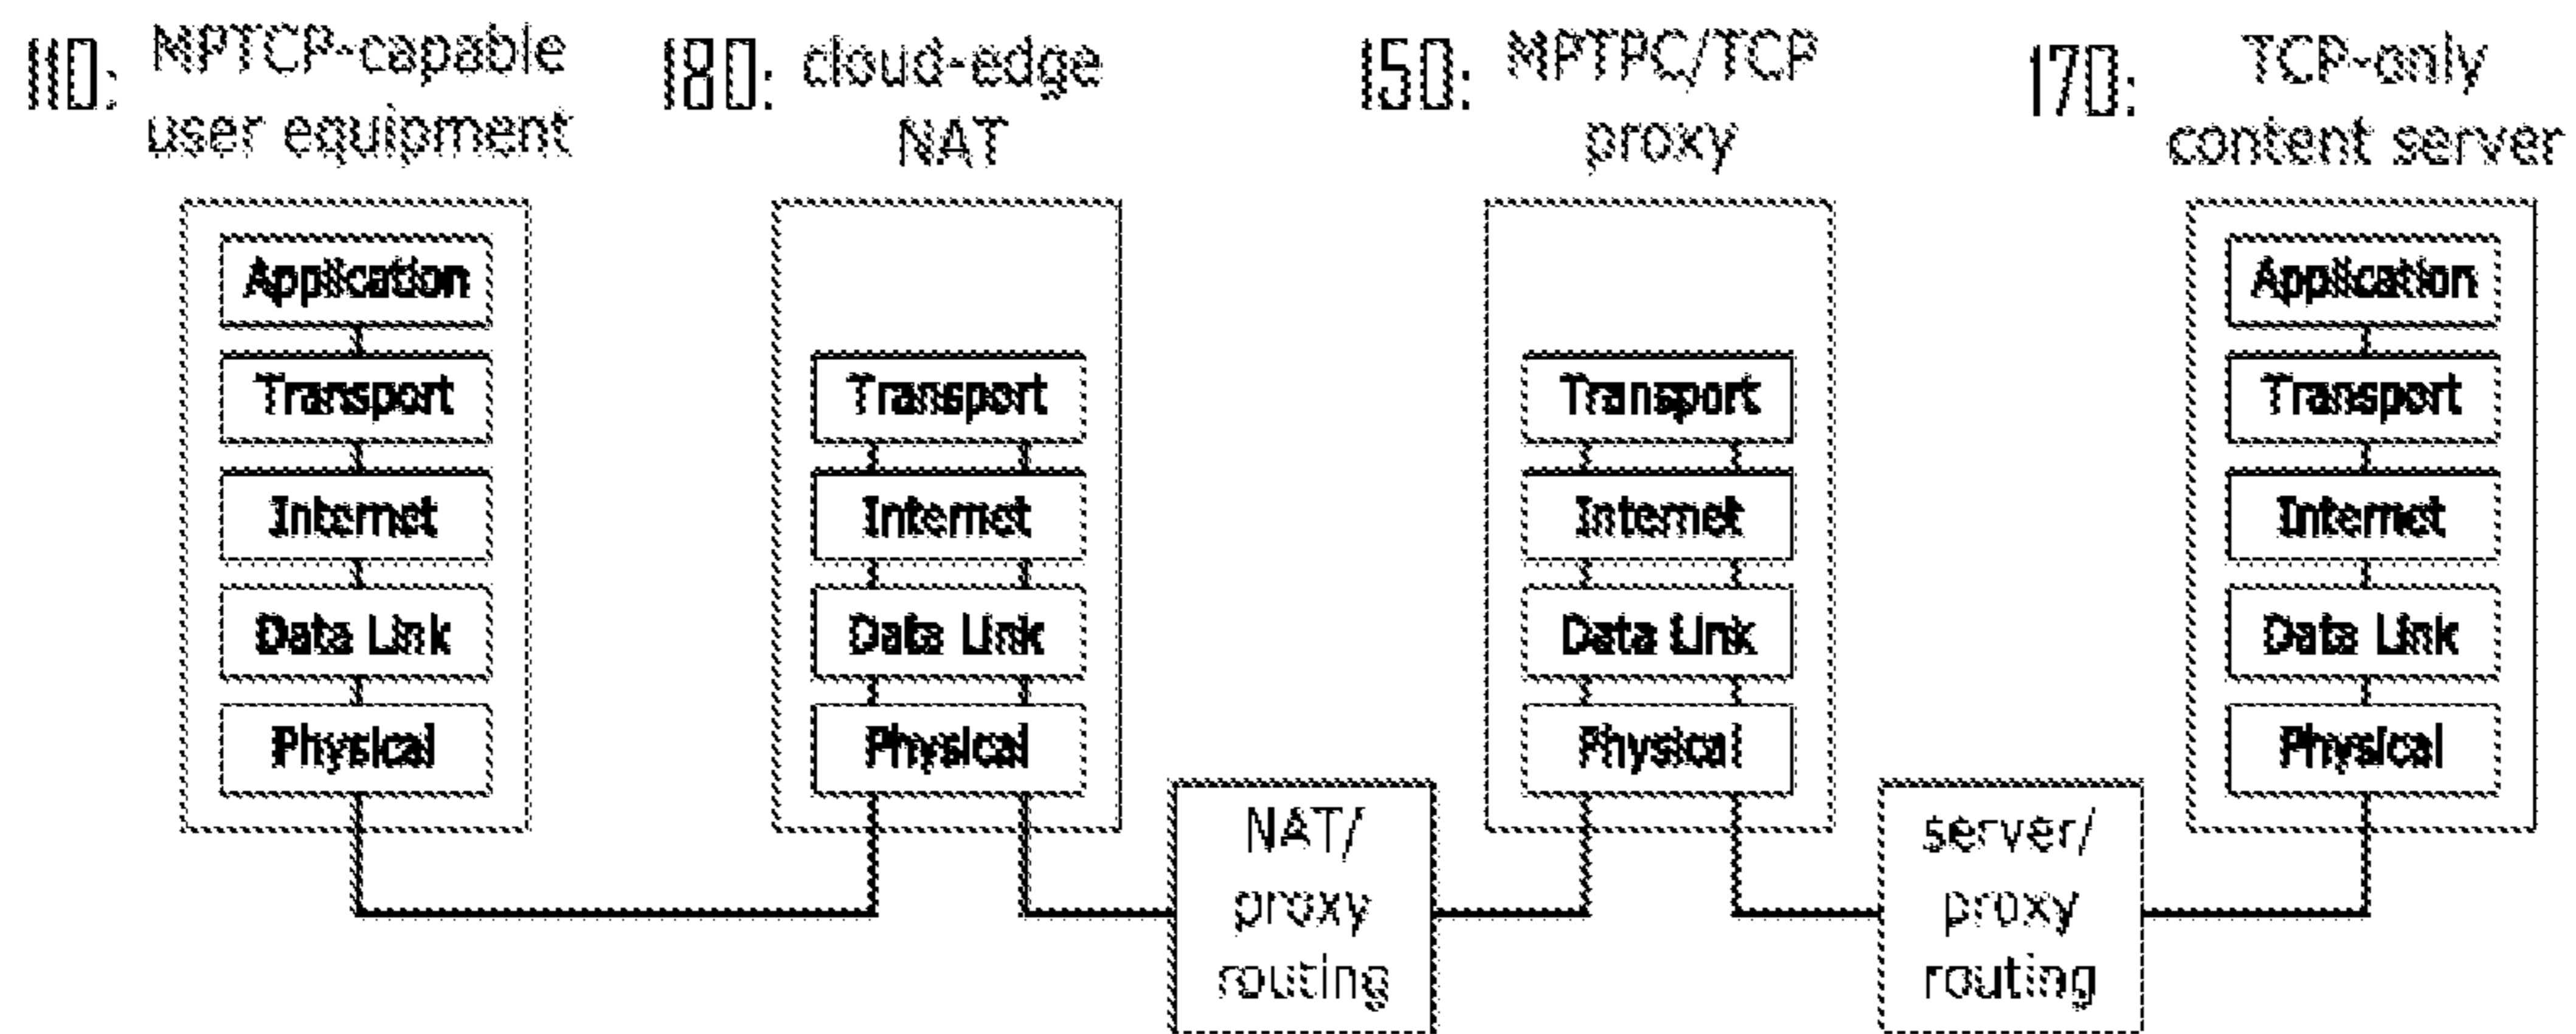 110: MPTCP-capable
user equipment
180: cloud-edge
NAT
150: MPTPC/TCP
proxy
170: TCP-only
content server
Application
Transport
Internet
Data Link
Physical
Transport
Internet
Data Link
Physical
NAT/
proxy
routing
Transport
Internet
Data Link
Physical
server/
proxy
routing
Application
Transport
Internet
Data Link
Physical